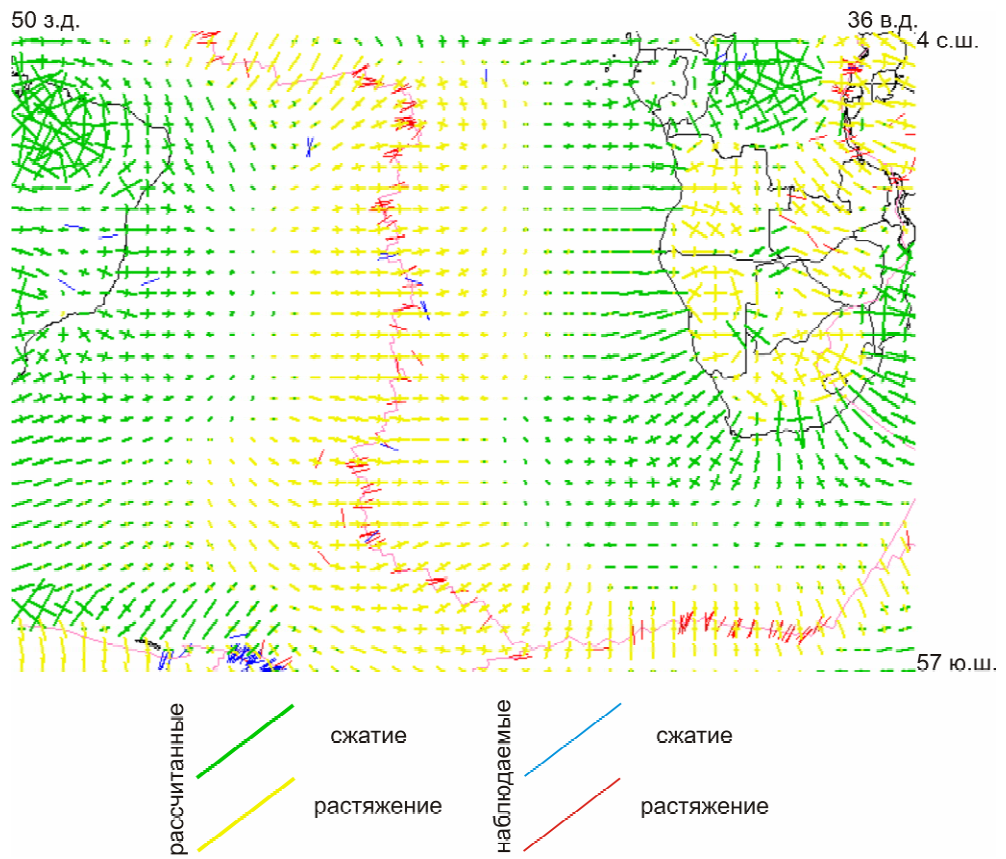 50 з.д.
36 в.д.
4 с.ш.
57 ю.ш.
рассчитанные
сжатие
растяжение
наблюдаемые
сжатие
растяжение